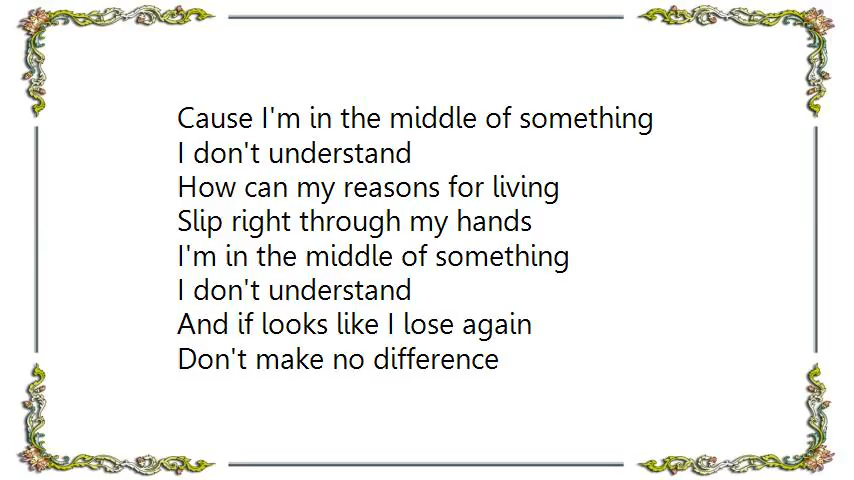 Cause I'm in the middle of something
I don't understand
How can my reasons for living
Slip right through my hands
I'm in the middle of something
I don't understand
And if looks like I lose again
Don't make no difference